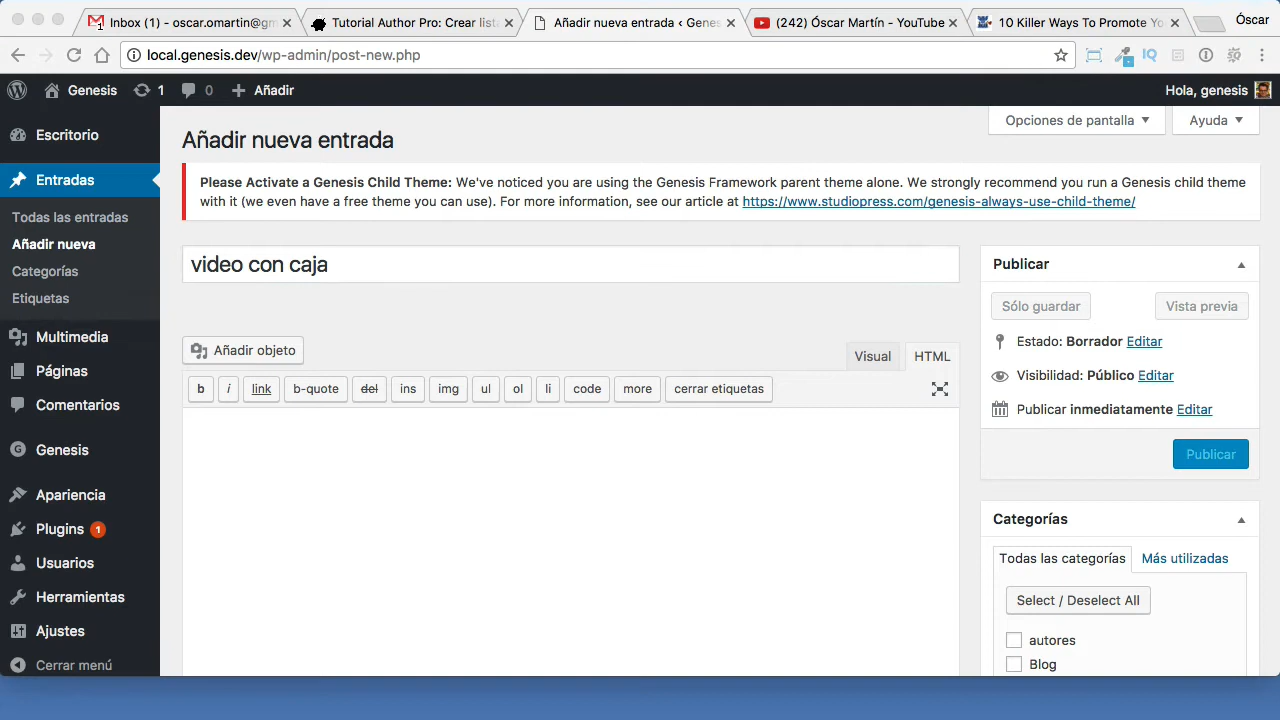 Inbox (1) - oscar.omartin@gm
Tutorial Author Pro: Crear lista
Añadir nueva entrada ‹ Genes
(242) Óscar Martín - YouTube
10 Killer Ways To Promote Yo
Óscar
local.genesis.dev/wp-admin/post-new.php
Genesis
1
0
Añadir
Hola, genesis
Escritorio
Entradas
Todas las entradas
Añadir nueva
Categorías
Etiquetas
Multimedia
Páginas
Comentarios
Genesis
Apariencia
Plugins 1
Usuarios
Herramientas
Ajustes
Cerrar menú
Opciones de pantalla
Ayuda
Añadir nueva entrada
Please Activate a Genesis Child Theme: We've noticed you are using the Genesis Framework parent theme alone. We strongly recommend you run a Genesis child theme
with it (we even have a free theme you can use). For more information, see our article at https://www.studiopress.com/genesis-always-use-child-theme/
video con caja
Añadir objeto
Visual
HTML
b i link b-quote del ins img ul ol li code more cerrar etiquetas
Publicar
Sólo guardar
Vista previa
Estado: Borrador Editar
Visibilidad: Público Editar
Publicar inmediatamente Editar
Publicar
Categorías
Todas las categorías
Más utilizadas
Select / Deselect All
autores
Blog